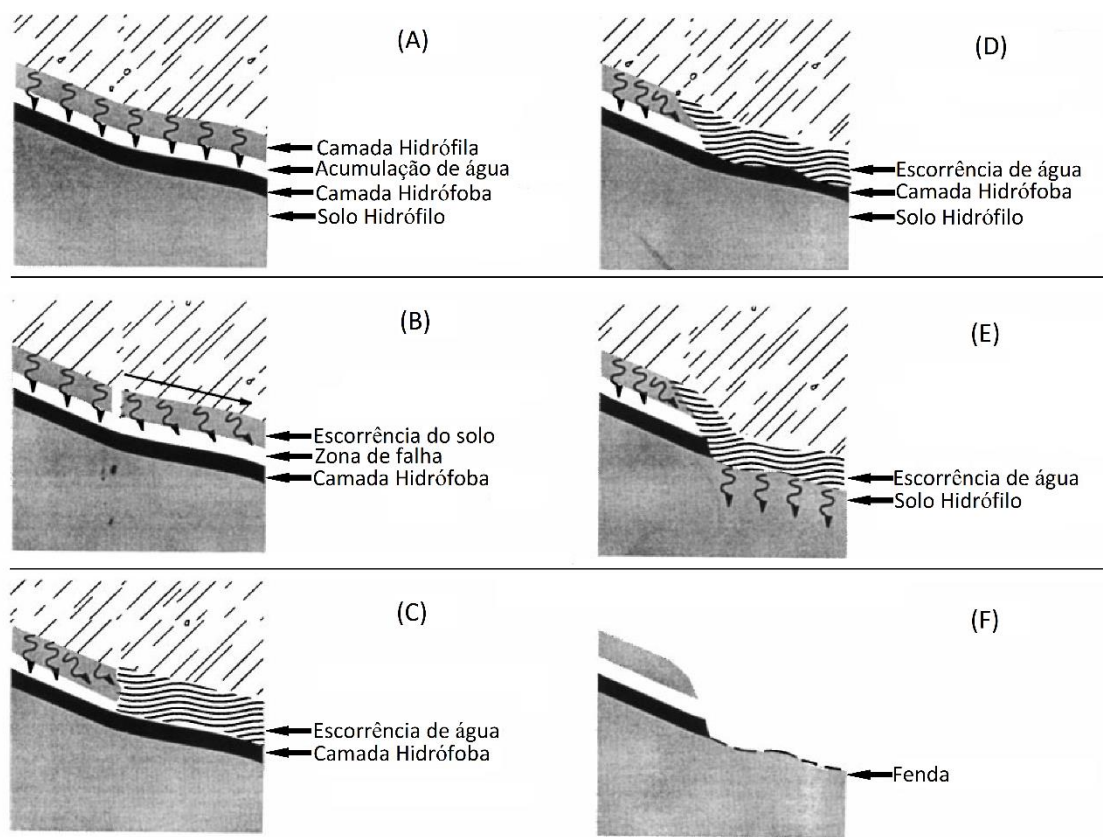 (A)
Camada Hidrófila
Acumulação de água
Camada Hidrófoba
Solo Hidrófilo
(B)
Escorrência do solo
Zona de falha
Camada Hidrófoba
(C)
Escorrência de água
Camada Hidrófoba
(D)
Escorrência de água
Camada Hidrófoba
Solo Hidrófilo
(E)
Escorrência de água
Solo Hidrófilo
(F)
Fenda